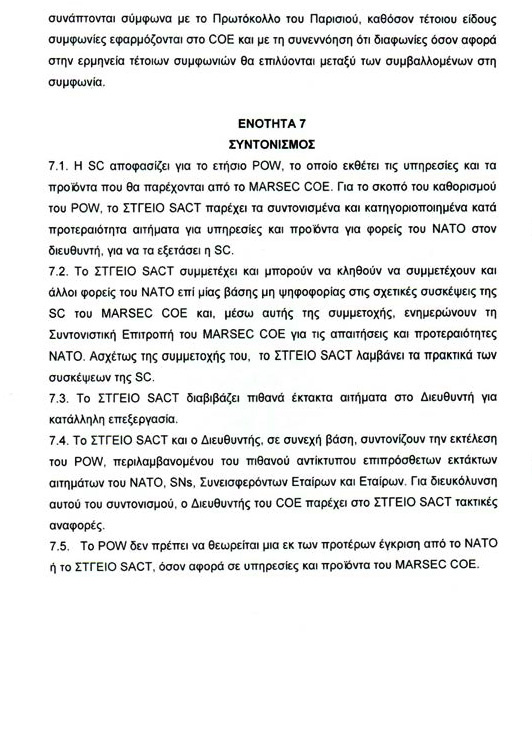 συνάπτονται σύμφωνα με το Πρωτόκολλο του Παρισιού, καθόσον τέτοιου είδους
συμφωνίες εφαρμόζονται στο COE και με τη συνεννόηση ότι διαφωνίες όσον αφορά
στην ερμηνεία τέτοιων συμφωνιών θα επιλύονται μεταξύ των συμβαλλομένων στη
συμφωνία.
ΕΝΟΤΗΤΑ 7
ΣΥΝΤΟΝΙΣΜΟΣ
7.1. Η SC αποφασίζει για το ετήσιο POW, το οποίο εκθέτει τις υπηρεσίες και τα
προϊόντα που θα παρέχονται από το MARSEC COE. Για το σκοπό του καθορισμού
του POW, το ΣΤΓΕΙΟ SACT παρέχει τα συντονισμένα και κατηγοριοποιημένα κατά
προτεραιότητα αιτήματα για υπηρεσίες και προϊόντα για φορείς του ΝΑΤΟ στον
διευθυντή, για να τα εξετάσει η SC.
7.2. Το ΣΤΓΕΙΟ SACT συμμετέχει και μπορούν να κληθούν να συμμετέχουν και
άλλοι φορείς του ΝΑΤΟ επί μίας βάσης μη ψηφοφορίας στις σχετικές συσκέψεις της
SC του MARSEC COE και, μέσω αυτής της συμμετοχής, ενημερώνουν τη
Συντονιστική Επιτροπή του MARSEC COE για τις απαιτήσεις και προτεραιότητες
ΝΑΤΟ. Ασχέτως της συμμετοχής του, το ΣΤΓΕΙΟ SACT λαμβάνει τα πρακτικά των
συσκέψεων της SC.
7.3. Το ΣΤΓΕΙΟ SACT διαβιβάζει πιθανά έκτακτα αιτήματα στο Διευθυντή για
κατάλληλη επεξεργασία.
7.4. Το ΣΤΓΕΙΟ SACT και ο Διευθυντής, σε συνεχή βάση, συντονίζουν την εκτέλεση
του POW, περιλαμβανομένου του πιθανού αντίκτυπου επιπρόσθετων εκτάκτων
αιτημάτων του ΝΑΤΟ, SNs, Συνεισφερόντων Εταίρων και Εταίρων. Για διευκόλυνση
αυτού του συντονισμού, ο Διευθυντής του COE παρέχει στο ΣΤΓΕΙΟ SACT τακτικές
αναφορές.
7.5. Το POW δεν πρέπει να θεωρείται μια εκ των προτέρων έγκριση από το ΝΑΤΟ
ή το ΣΤΓΕΙΟ SACT, όσον αφορά σε υπηρεσίες και προϊόντα του MARSEC COE.